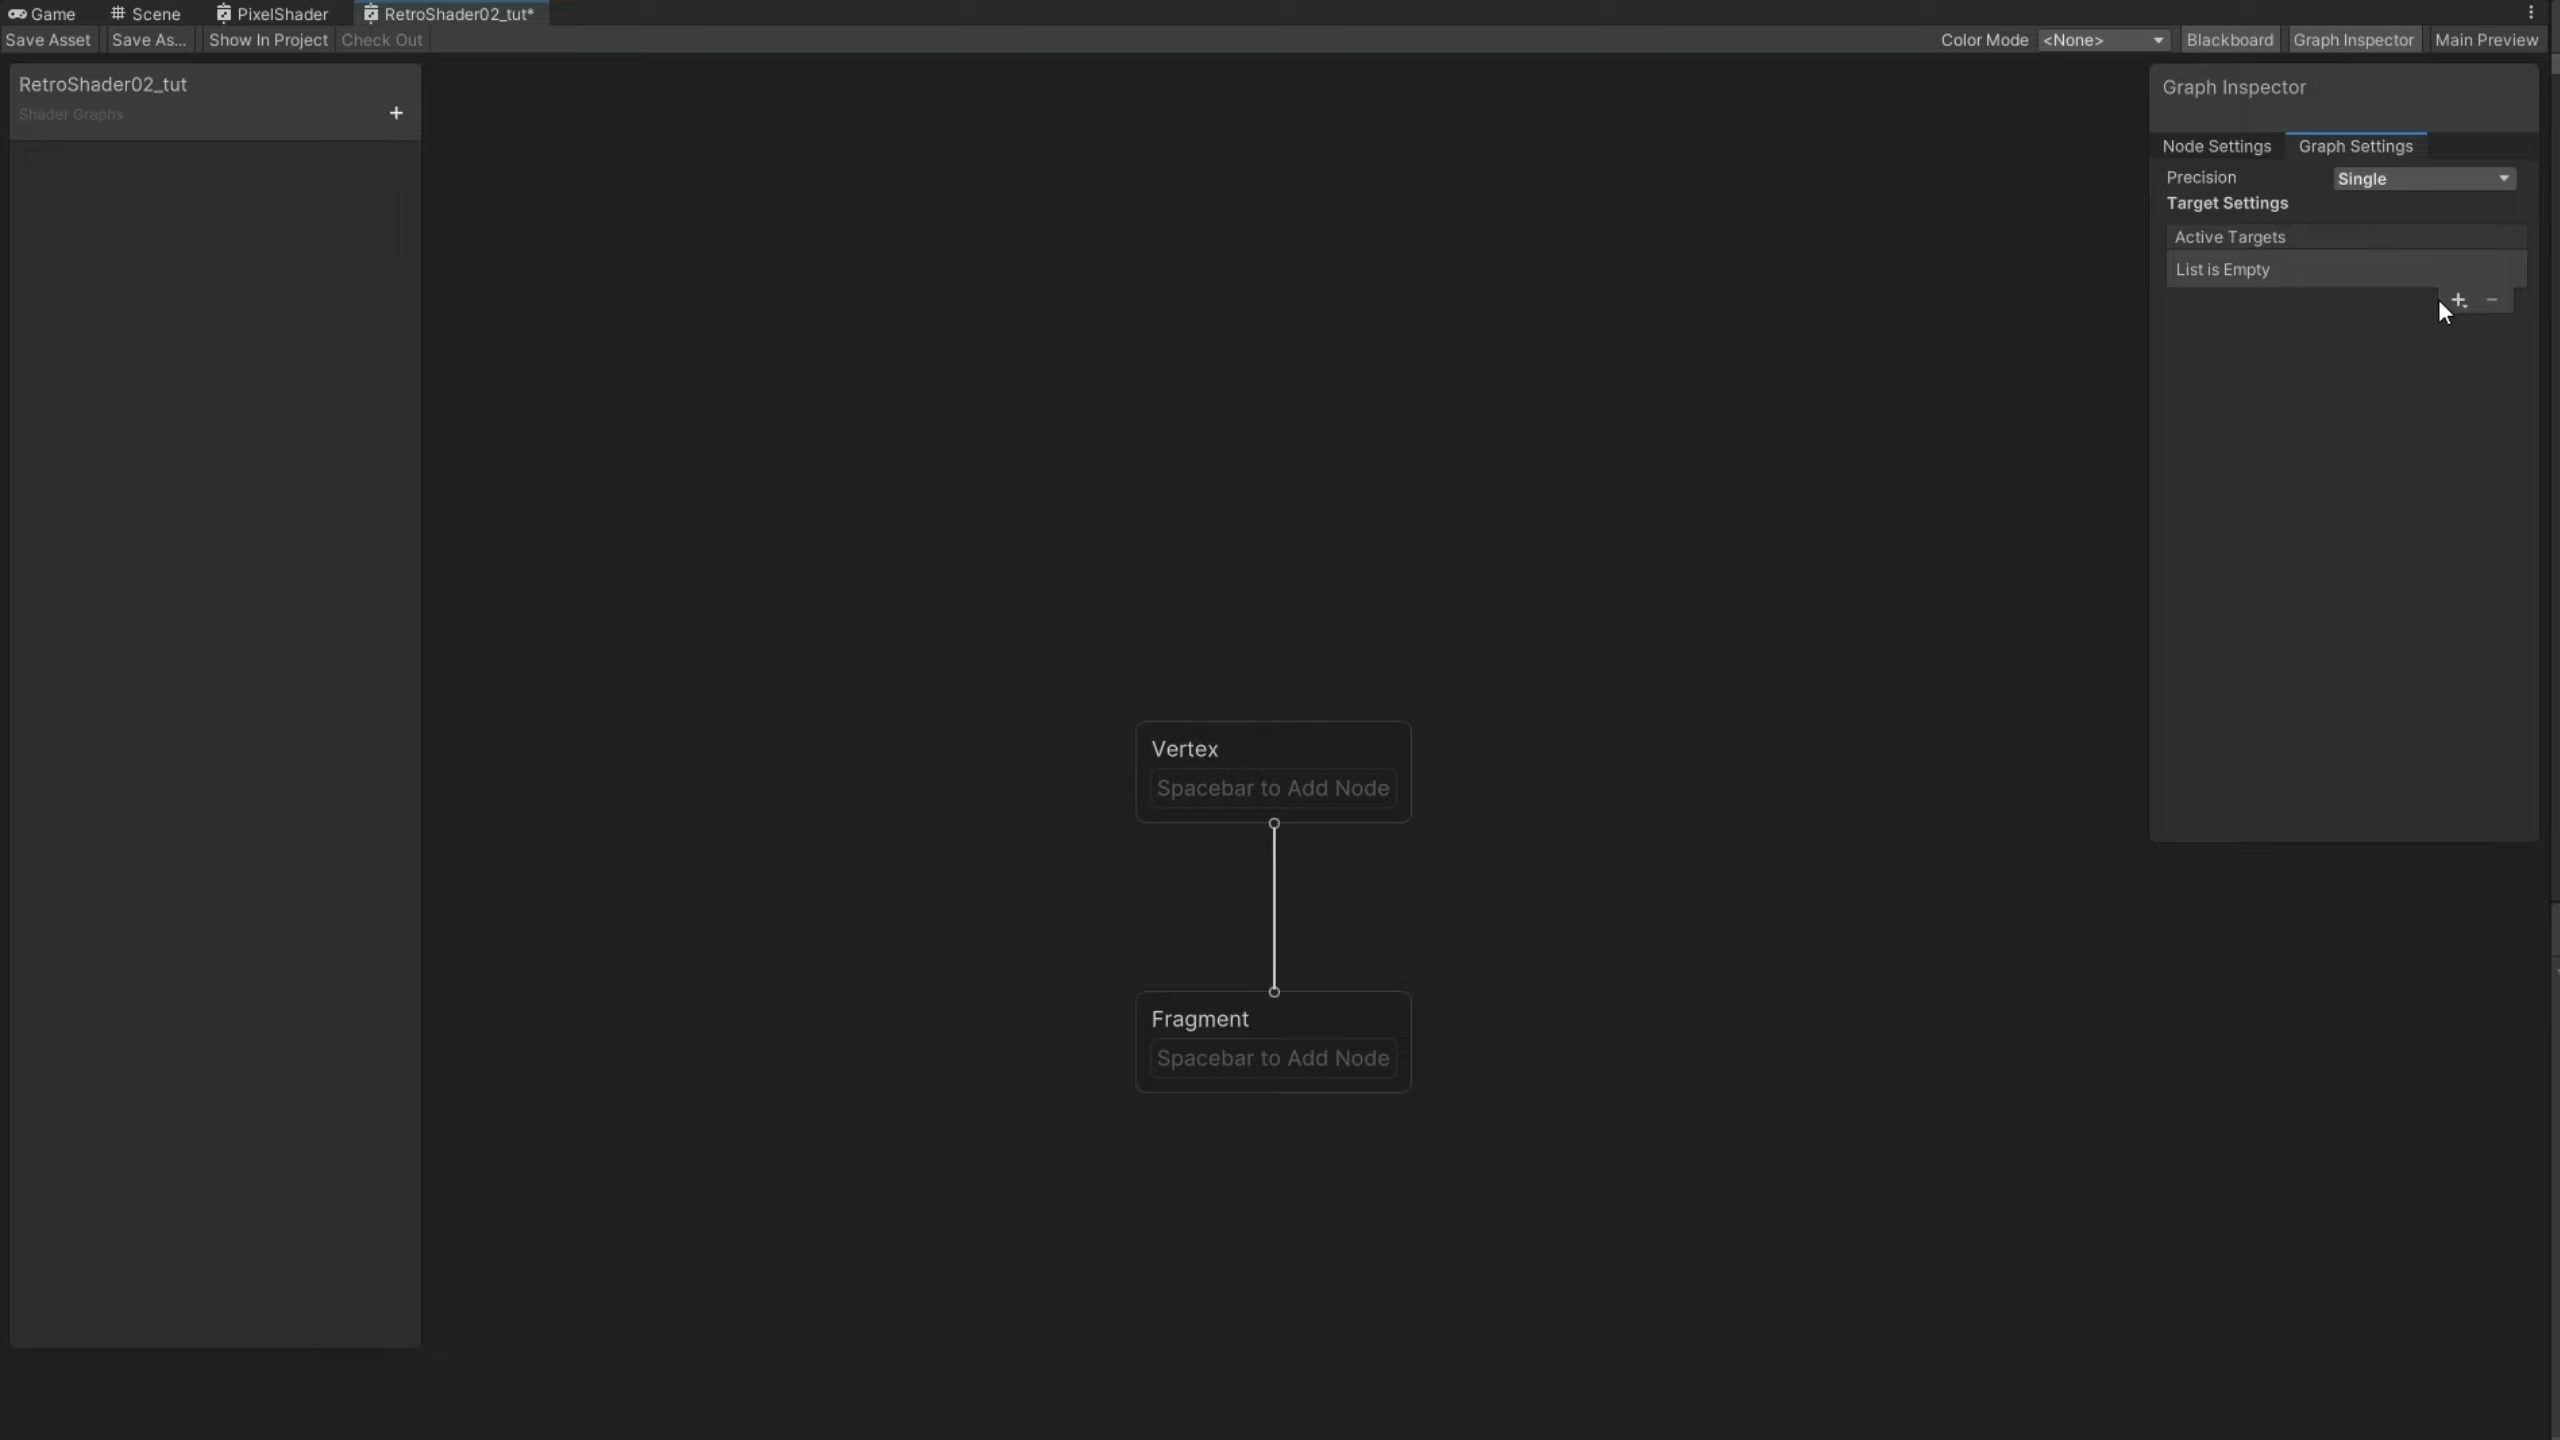 Game
Scene
PixelShader
RetroShader02_tut*
Save Asset
Save As...
Show In Project
Check Out
Color Mode
<None>
Blackboard
Graph Inspector
Main Preview
RetroShader02_tut
Shader Graphs
+
Graph Inspector
Node Settings
Graph Settings
Precision
Single
Target Settings
Active Targets
List is Empty
Vertex
Spacebar to Add Node
Fragment
Spacebar to Add Node